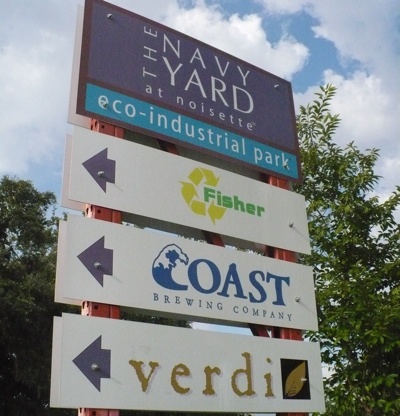 THE NAVY
YARD
at noisette
eco-industrial park
Fisher
COAST
BREWING COMPANY
verdi